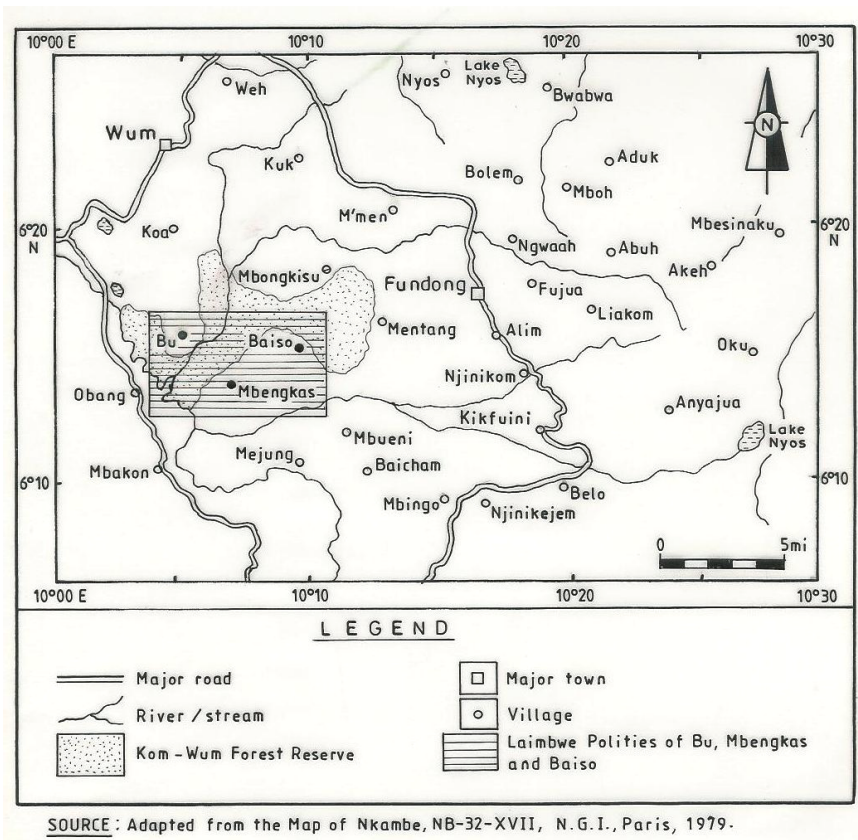 10°00 E
10°10
10°20
10°30
Nyos
Lake
Nyos
Weh
Bwabwa
Wum
N
Kuk
Aduk
Bolem
Mboh
M'men
Mbesinaku
6°20
N
6°20
N
Koa
Ngwaah
Abuh
Akeh
Mbongkisu
Fundong
Fujua
Liakom
Mentang
Alim
Bu
Baiso
Oku
Njinikom
Obang
Mbengkas
Anyajua
Kikfuini
Lake
Nyos
Mbueni
Mejung
Baicham
Mbakon
6°10
6°10
Belo
Mbingo
Njinikejem
0
5mi
10°00 E
10°10
10°20
10°30
LEGEND
Major road
Major town
River/stream
Village
Kom-Wum Forest Reserve
Laimbwe Polities of Bu, Mbengkas
and Baiso
SOURCE: Adapted from the Map of Nkambe, NB-32-XVII, N.G.I., Paris, 1979.